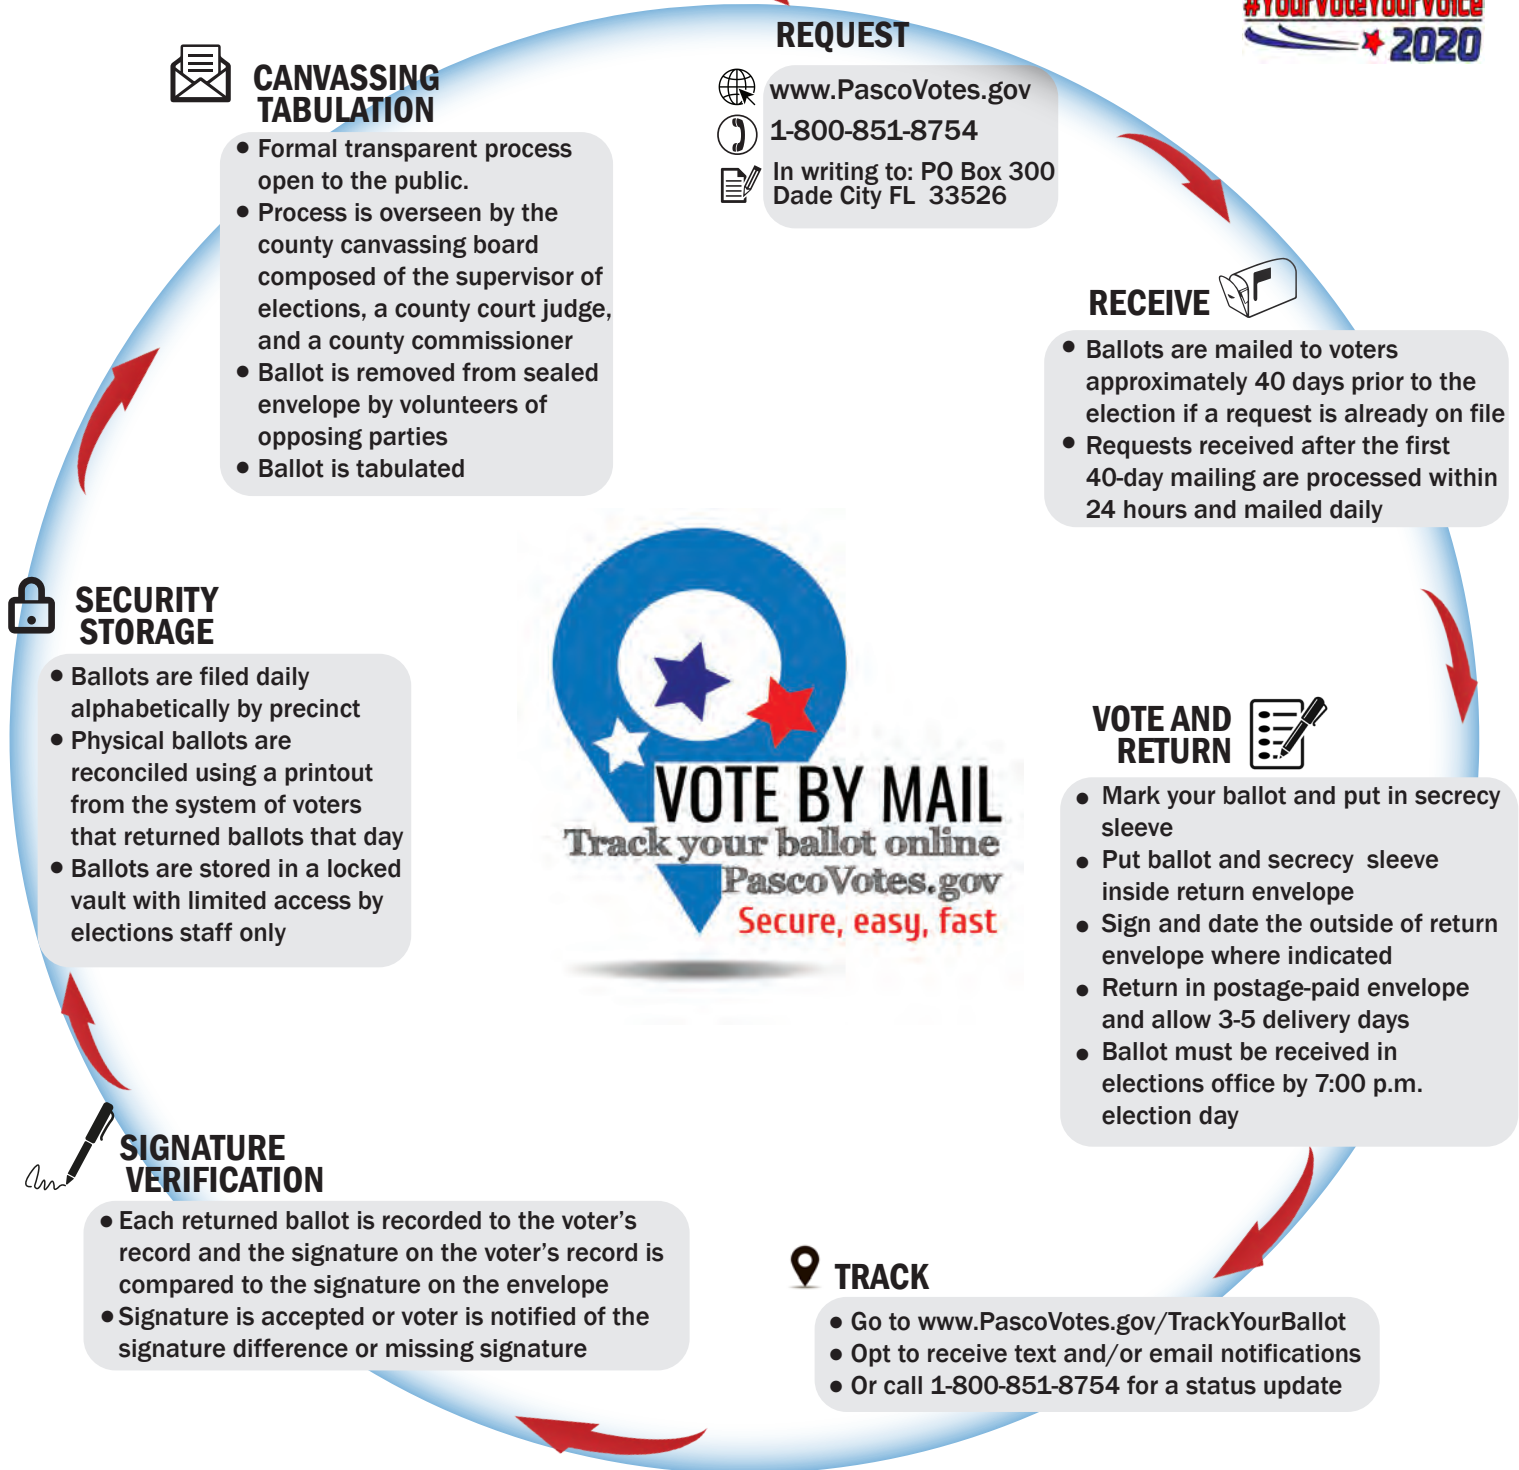 #YourVoteYourVoice
2020
REQUEST
www.PascoVotes.gov
1-800-851-8754
In writing to: PO Box 300
Dade City FL 33526
RECEIVE
• Ballots are mailed to voters
approximately 40 days prior to the
election if a request is already on file
• Requests received after the first
40-day mailing are processed within
24 hours and mailed daily
VOTE AND
RETURN
• Mark your ballot and put in secrecy
sleeve
• Put ballot and secrecy sleeve
inside return envelope
• Sign and date the outside of return
envelope where indicated
• Return in postage-paid envelope
and allow 3-5 delivery days
• Ballot must be received in
elections office by 7:00 p.m.
election day
TRACK
• Go to www.PascoVotes.gov/TrackYourBallot
• Opt to receive text and/or email notifications
• Or call 1-800-851-8754 for a status update
SIGNATURE
VERIFICATION
• Each returned ballot is recorded to the voter's
record and the signature on the voter's record is
compared to the signature on the envelope
• Signature is accepted or voter is notified of the
signature difference or missing signature
SECURITY
STORAGE
• Ballots are filed daily
alphabetically by precinct
• Physical ballots are
reconciled using a printout
from the system of voters
that returned ballots that day
• Ballots are stored in a locked
vault with limited access by
elections staff only
CANVASSING
TABULATION
• Formal transparent process
open to the public.
• Process is overseen by the
county canvassing board
composed of the supervisor of
elections, a county court judge,
and a county commissioner
• Ballot is removed from sealed
envelope by volunteers of
opposing parties
• Ballot is tabulated
VOTE BY MAIL
Track your ballot online
PascoVotes.gov
Secure, easy, fast